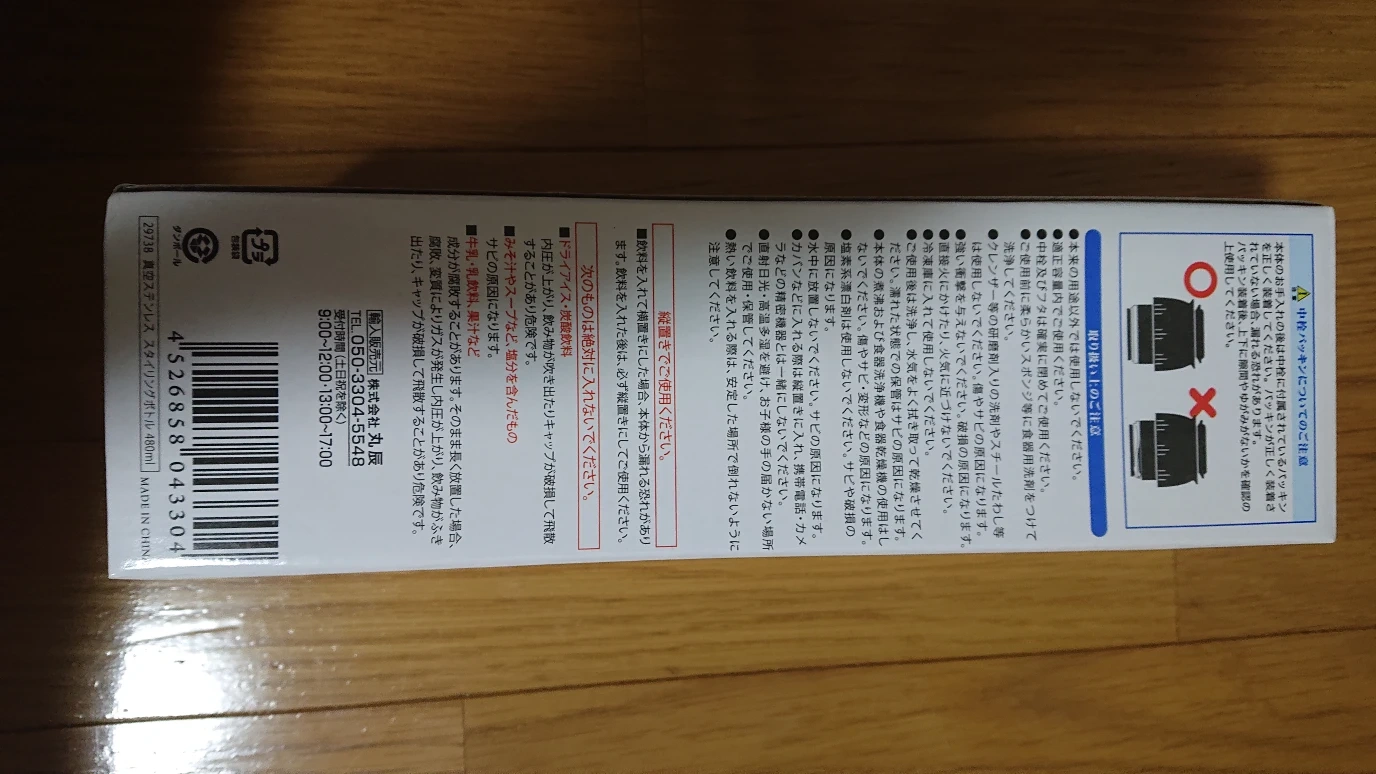 中栓パッキンについてのご注意
本体のお手入れの後は中栓に付属されているパッキン
を正しく装着してください。パッキンが正しく装着さ
れていない場合、漏れる恐れがあります。
パッキン装着後、上下に隙間やゆがみがないかを確認の
上使用してください。
取り扱い上のご注意
●本来の用途以外では使用しないでください。
●適正容量内でご使用ください。
●中栓及びフタは確実に閉めてご使用ください。
●ご使用前に柔らかいスポンジ等に食器用洗剤をつけて
洗浄してください。
●クレンザー等の研磨剤入りの洗剤やスチールたわし等
は使用しないでください。傷やサビの原因になります。
●強い衝撃を与えないでください。破損の原因になります。
●直接火にかけたり、火気に近づけないでください。
●冷凍庫に入れて使用しないでください。
●ご使用後は洗浄し、水気をよく拭き取って乾燥させてく
ださい。濡れた状態での保管はサビの原因になります。
●本体の煮沸および食器洗浄機や食器乾燥機の使用はし
ないでください。傷やサビ、変形などの原因になります。
●塩素系漂白剤は使用しないでください。サビや破損の
原因になります。
●水中に放置しないでください。サビの原因になります。
●カバンなどに入れる際は縦置きに入れ、携帯電話・カメ
ラなどの精密機器とは一緒にしないでください。
●直射日光・高温多湿を避け、お子様の手の届かない場所
でご使用・保管してください。
●熱い飲料を入れる際は、安定した場所で倒れないように
注意してください。
縦置きでご使用ください。
■飲料を入れて横置きにした場合、本体から漏れる恐れがあり
ます。飲料を入れた後は、必ず縦置きにしてご使用ください。
次のものは絶対に入れないでください。
■ドライアイス・炭酸飲料
内圧が上がり、飲み物が吹き出たりキャップが破損して飛散
することがあり危険です。
■みそ汁やスープなど、塩分を含んだもの
サビの原因になります。
■牛乳・乳飲料、果汁など
成分が腐敗することがあります。そのまま長く放置した場合、
腐敗、変質によりガスが発生し内圧が上がり、飲み物がふき
出たり、キャップが破損して飛散することがあり危険です。
輸入販売元 株式会社 丸辰
TEL.050-3304-5548
受付時間(土日祝を除く)
9:00~12:00・13:00~17:00
プラ
包装袋
ダンボール
4 526858 043304
29738 真空ステンレス スタイリングボトル 480ml
MADE IN CHINA